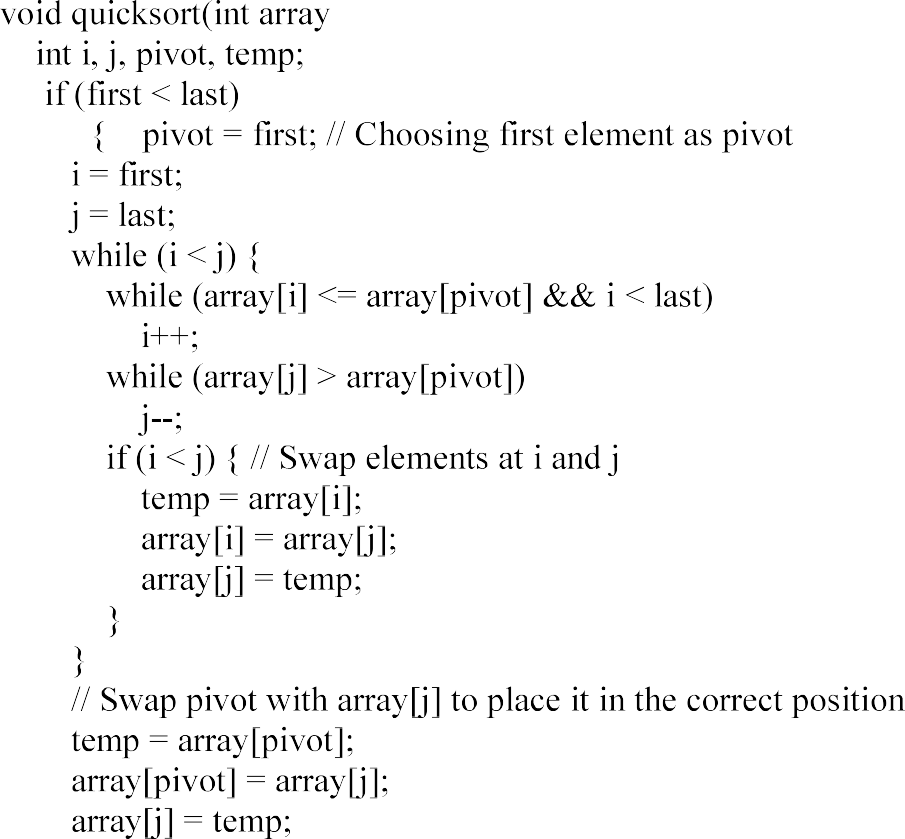 void quicksort(int array
int i, j, pivot, temp;
if (first < last)
{ pivot = first; // Choosing first element as pivot
i = first;
j = last;
while (i < j) {
while (array[i] <= array[pivot] && i < last)
i++;
while (array[j] > array[pivot])
j--;
if (i < j) { // Swap elements at i and j
temp = array[i];
array[i] = array[j];
array[j] = temp;
}
}
// Swap pivot with array[j] to place it in the correct position
temp = array[pivot];
array[pivot] = array[j];
array[j] = temp;